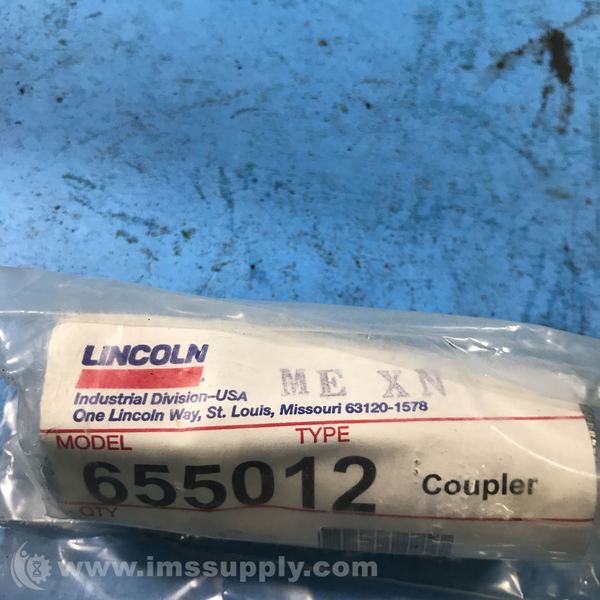 LINCOLN
Industrial Division-USA
ME XN
One Lincoln Way, St. Louis, Missouri 63120-1578
MODEL TYPE
655012 Coupler
QTY
www.imssupply.com